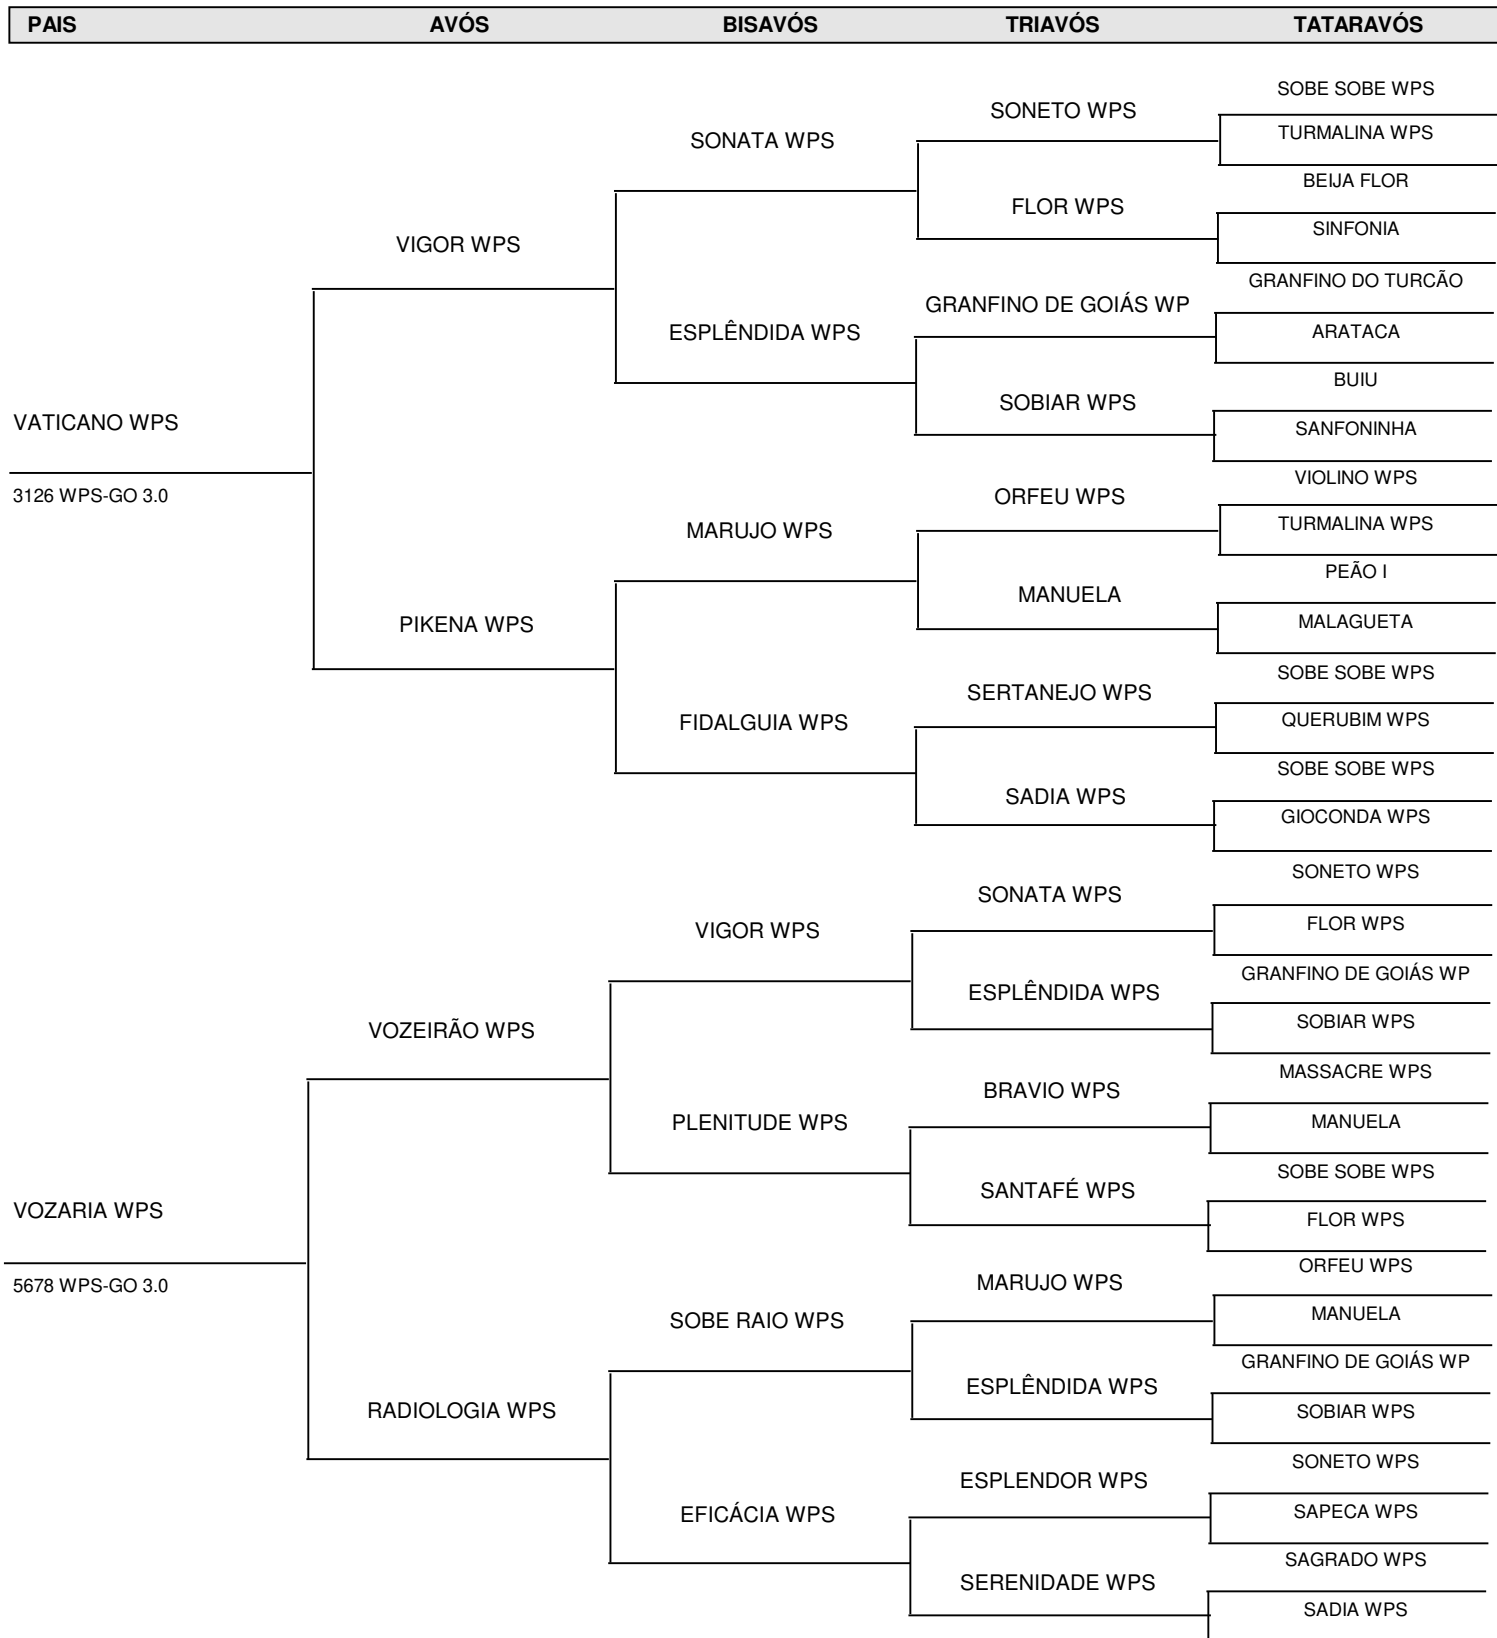 PAIS AVÓS BISAVÓS TRIAVÓS TATARAVÓS
SOBE SOBE WPS
SONETO WPS
TURMALINA WPS
SONATA WPS
BEIJA FLOR
FLOR WPS
SINFONIA
VIGOR WPS
GRANFINO DO TURCÃO
GRANFINO DE GOIÁS WP
ARATACA
ESPLÊNDIDA WPS
BUIU
SOBIAR WPS
SANFONINHA
VATICANO WPS
3126 WPS-GO 3.0
VIOLINO WPS
ORFEU WPS
TURMALINA WPS
MARUJO WPS
PEÃO I
MANUELA
MALAGUETA
PIKENA WPS
SOBE SOBE WPS
SERTANEJO WPS
QUERUBIM WPS
FIDALGUIA WPS
SOBE SOBE WPS
SADIA WPS
GIOCONDA WPS
SONETO WPS
SONATA WPS
FLOR WPS
VIGOR WPS
GRANFINO DE GOIÁS WP
ESPLÊNDIDA WPS
SOBIAR WPS
VOZEIRÃO WPS
MASSACRE WPS
BRAVIO WPS
MANUELA
PLENITUDE WPS
SOBE SOBE WPS
SANTAFÉ WPS
FLOR WPS
VOZARIA WPS
5678 WPS-GO 3.0
ORFEU WPS
MARUJO WPS
MANUELA
SOBE RAIO WPS
GRANFINO DE GOIÁS WP
ESPLÊNDIDA WPS
SOBIAR WPS
RADIOLOGIA WPS
SONETO WPS
ESPLENDOR WPS
SAPECA WPS
EFICÁCIA WPS
SAGRADO WPS
SERENIDADE WPS
SADIA WPS